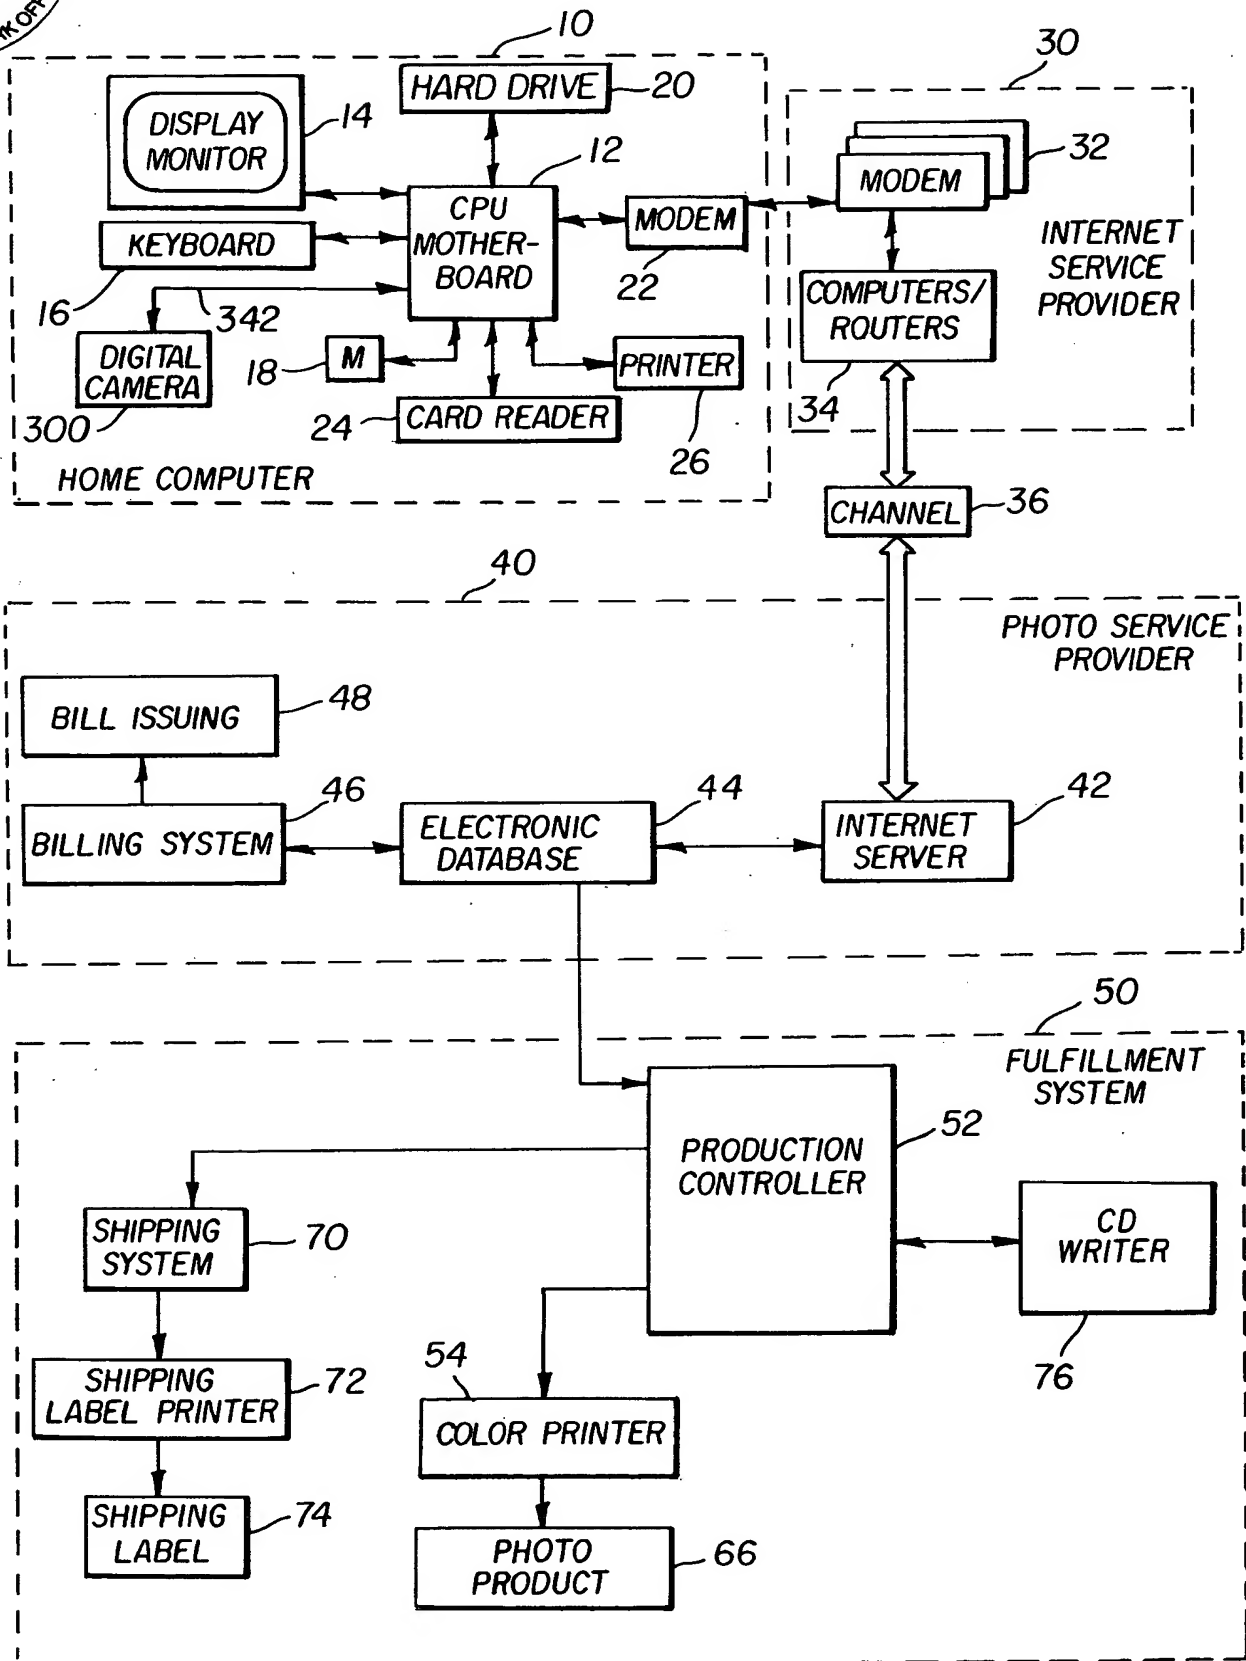 10
HARD DRIVE
20
DISPLAY
MONITOR
14
12
CPU
MOTHER-
BOARD
KEYBOARD
16
342
DIGITAL
CAMERA
300
M
18
CARD READER
24
PRINTER
26
MODEM
22
HOME COMPUTER
30
MODEM
32
INTERNET
SERVICE
PROVIDER
COMPUTERS/
ROUTERS
34
CHANNEL
36
40
PHOTO SERVICE
PROVIDER
BILL ISSUING
48
BILLING SYSTEM
46
ELECTRONIC
DATABASE
44
INTERNET
SERVER
42
50
FULFILLMENT
SYSTEM
PRODUCTION
CONTROLLER
52
CD
WRITER
76
SHIPPING
SYSTEM
70
SHIPPING
LABEL PRINTER
72
SHIPPING
LABEL
74
54
COLOR PRINTER
PHOTO
PRODUCT
66